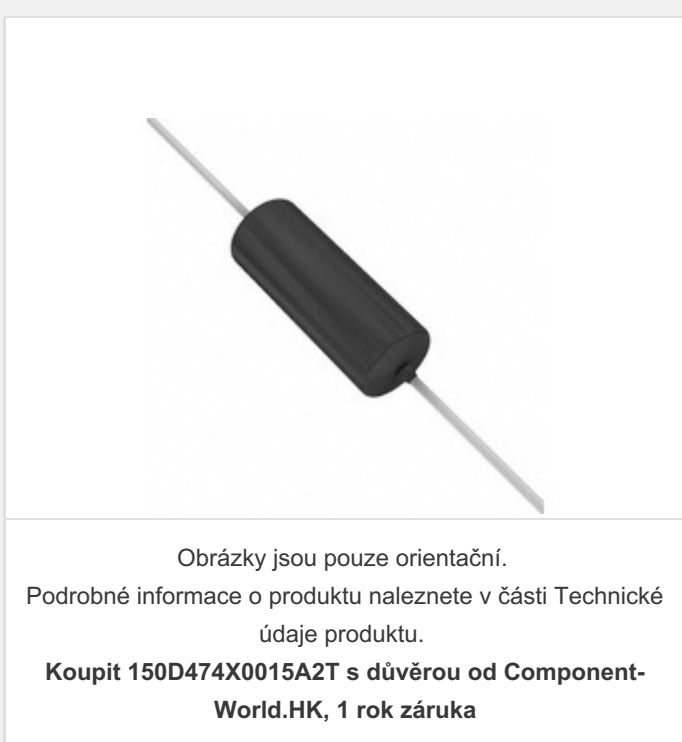 Obrázky jsou pouze orientační.
Podrobné informace o produktu naleznete v části Technické
údaje produktu.
Koupit 150D474X0015A2T s důvěrou od Component-
World.HK, 1 rok záruka